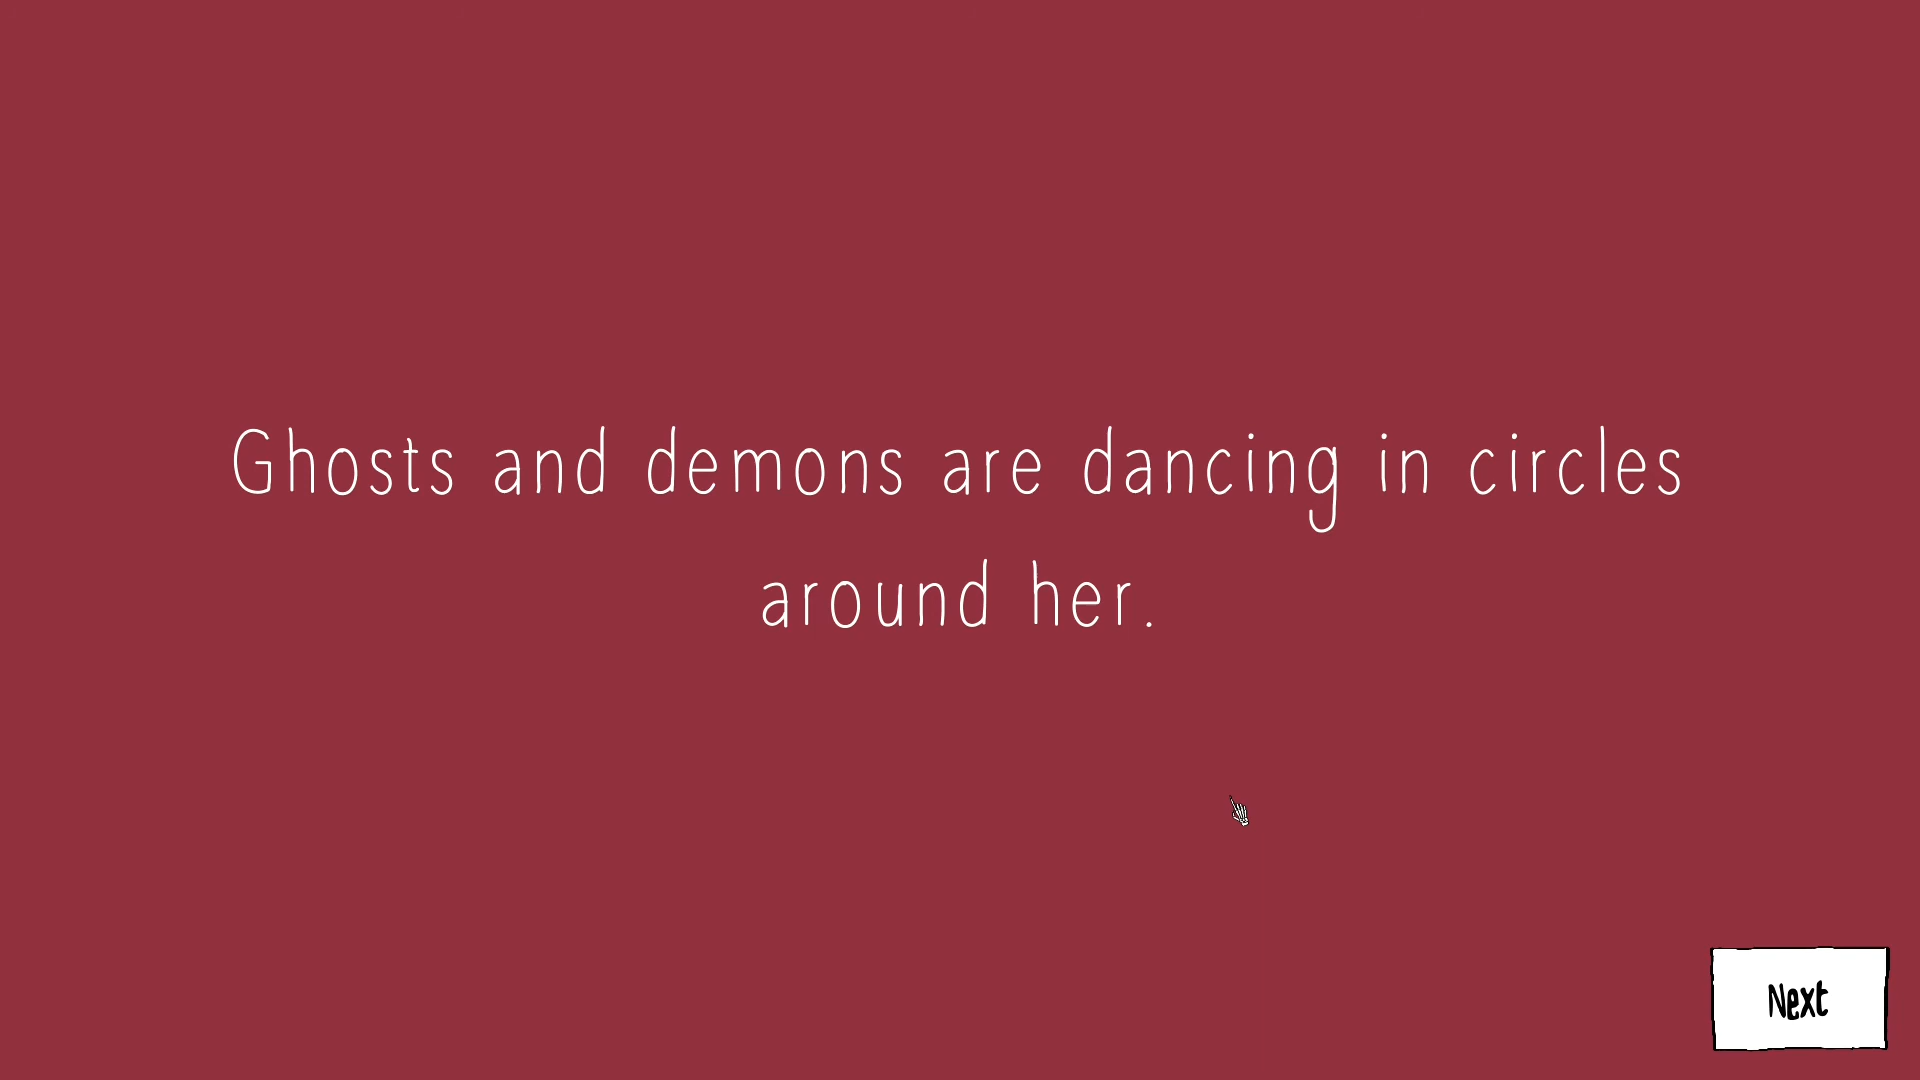 Ghosts and demons are dancing in circles
around her.
Next